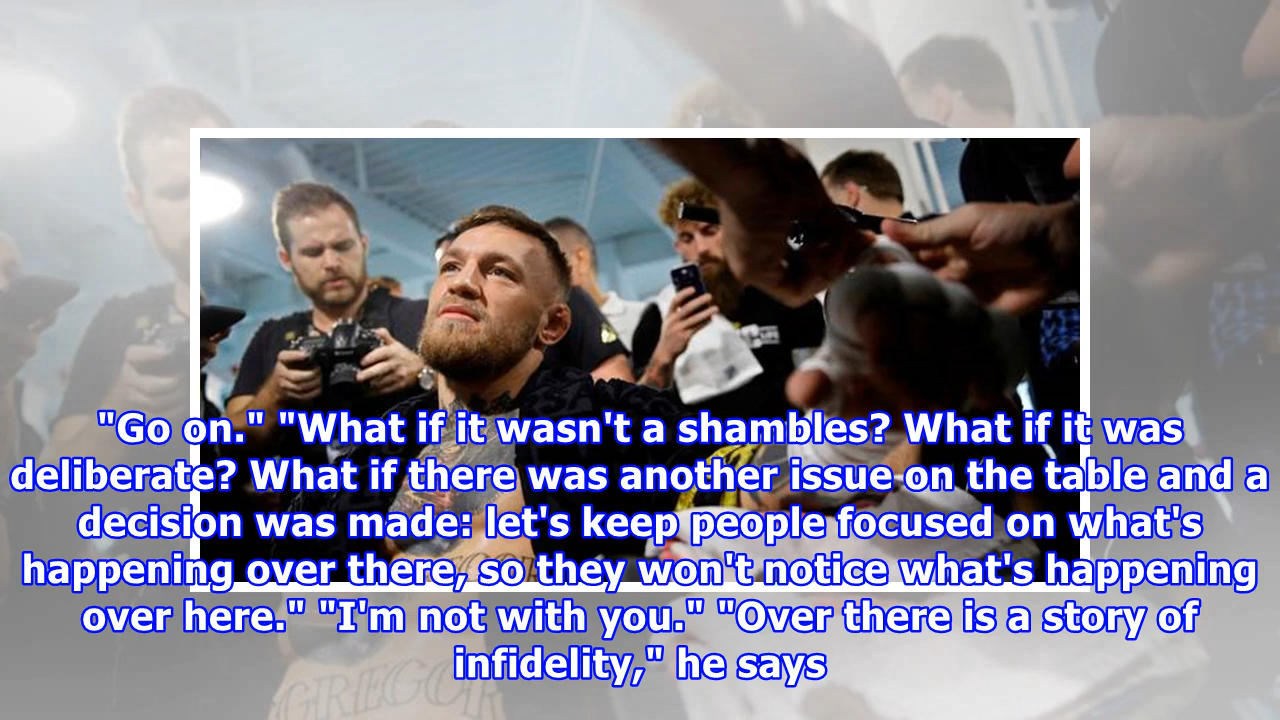 "Go on." "What if it wasn't a shambles? What if it was
deliberate? What if there was another issue on the table and a
decision was made: let's keep people focused on what's
happening over there, so they won't notice what's happening
over here." "I'm not with you." "Over there is a story of
infidelity," he says
GREGOR